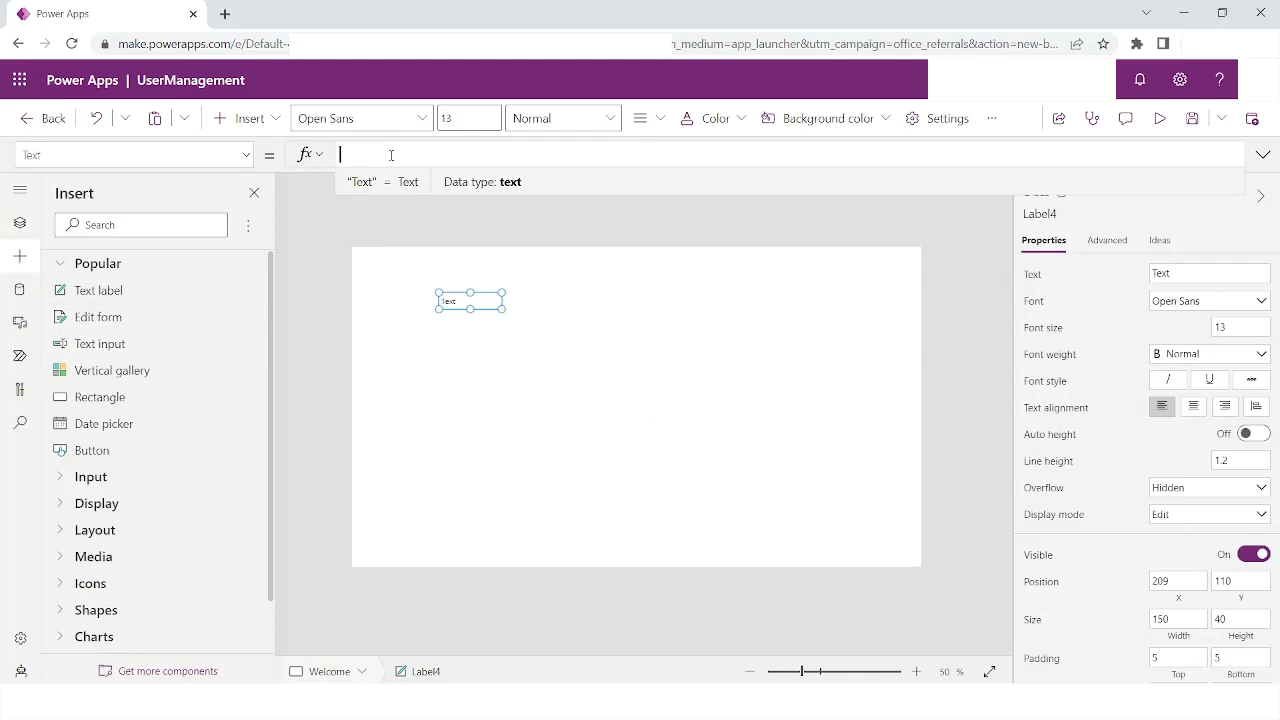 Power Apps
make.powerapps.com/e/Default- n_medium=app_launcher&utm_campaign=office_referrals&action=new-b...
Power Apps | UserManagement
Back Insert Open Sans 13 Normal Color Background color Settings ...
Text = fx
"Text" = Text Data type: text
Insert
Search
Popular
Text label
Edit form
Text input
Vertical gallery
Rectangle
Date picker
Button
Input
Display
Layout
Media
Icons
Shapes
Charts
Get more components
Text
Welcome Label4
50 %
Label4
Properties Advanced Ideas
Text Text
Font Open Sans
Font size 13
Font weight B Normal
Font style / U abc
Text alignment
Auto height Off
Line height 1.2
Overflow Hidden
Display mode Edit
Visible On
Position 209 110
X Y
Size 150 40
Width Height
Padding 5 5
Top Bottom